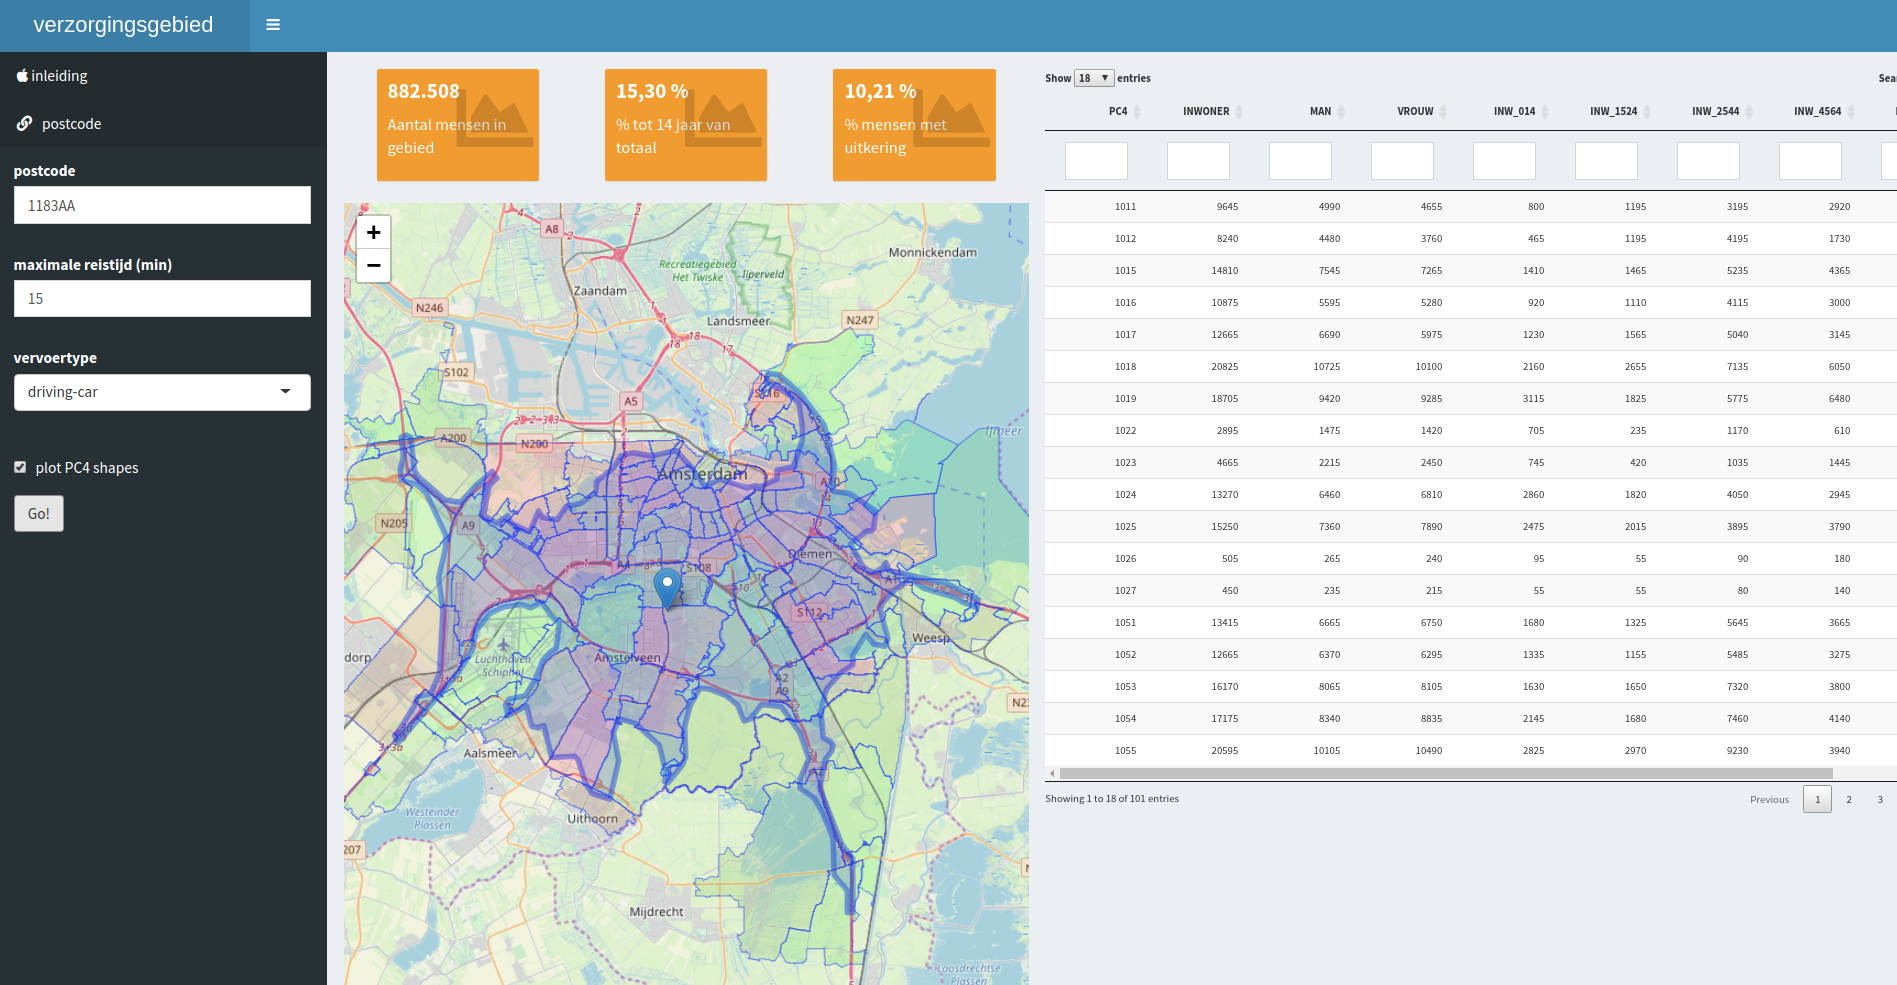 verzorgingsgebied
inleiding
postcode
postcode
1183AA
maximale reistijd (min)
15
vervoertype
driving-car
plot PC4 shapes
Go!
882.508
Aantal mensen in
gebied
15,30 %
% tot 14 jaar van
totaal
10,21 %
% mensen met
uitkering
+
−
A8
Monnickendam
Recreatiegebied
Het Twiske
Ilperveld
Zaandam
N246
Landsmeer
N247
18
18
17
S102
A5
S116
IJmeer
A200
N200
Amsterdam
A10
14
N205
A9
13
Diemen
A4
S108
10
A1
S112
Weesp
dorp
Luchthaven
Schiphol
Amstelveen
A2
A9
3+3a
Aalsmeer
A2
Westeinder
Plassen
Uithoorn
207
Mijdrecht
Loosdrechtse
Plassen
Show 18 entries
PC4 INWONER MAN VROUW INW_014 INW_1524 INW_2544 INW_4564
1011 9645 4990 4655 800 1195 3195 2920
1012 8240 4480 3760 465 1195 4195 1730
1015 14810 7545 7265 1410 1465 5235 4365
1016 10875 5595 5280 920 1110 4115 3000
1017 12665 6690 5975 1230 1565 5040 3145
1018 20825 10725 10100 2160 2655 7135 6050
1019 18705 9420 9285 3115 1825 5775 6480
1022 2895 1475 1420 705 235 1170 610
1023 4665 2215 2450 745 420 1035 1445
1024 13270 6460 6810 2860 1820 4050 2945
1025 15250 7360 7890 2475 2015 3895 3790
1026 505 265 240 95 55 90 180
1027 450 235 215 55 55 80 140
1051 13415 6665 6750 1680 1325 5645 3665
1052 12665 6370 6295 1335 1155 5485 3275
1053 16170 8065 8105 1630 1650 7320 3800
1054 17175 8340 8835 2145 1680 7460 4140
1055 20595 10105 10490 2825 2970 9230 3940
Showing 1 to 18 of 101 entries
Previous 1 2 3